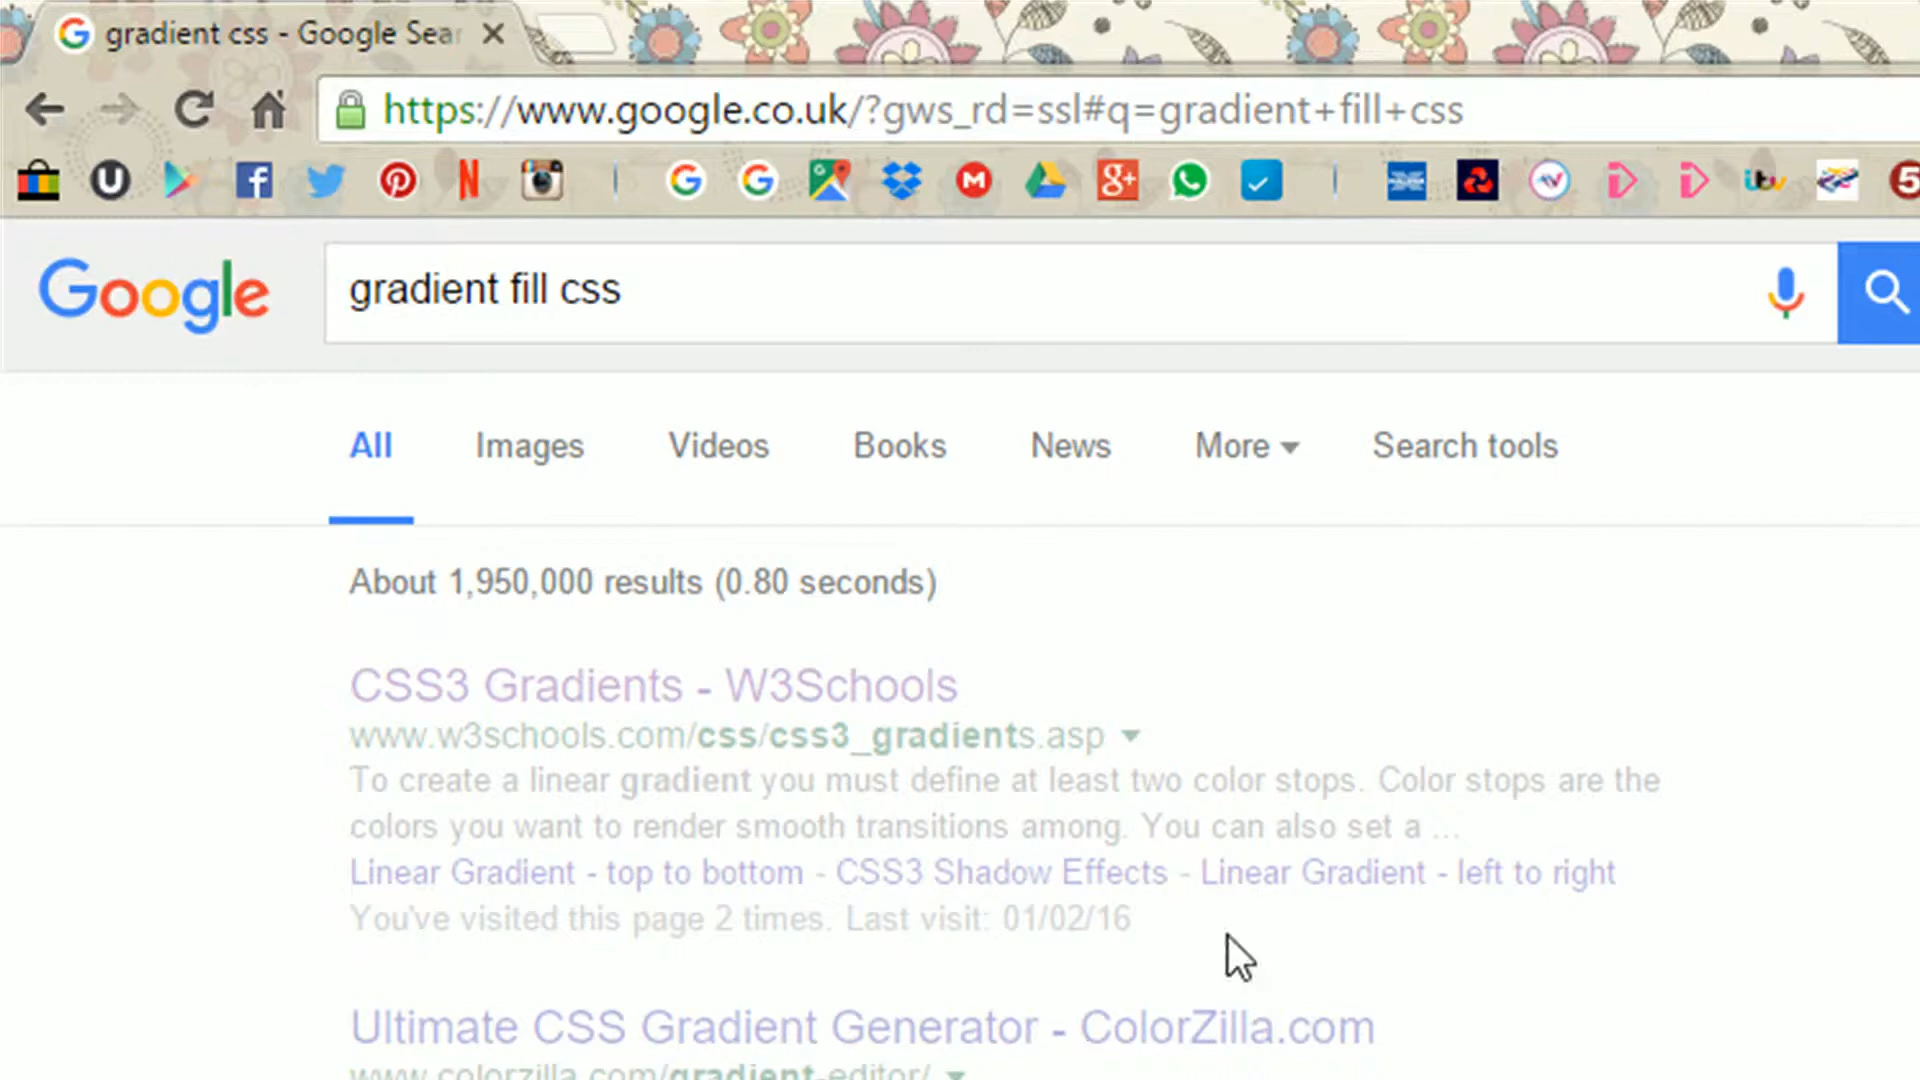 gradient css - Google Sear
https://www.google.co.uk/?gws_rd=ssl#q=gradient+fill+css
U
f
N
G
G
M
g+
itv
5
Google
gradient fill css
All Images Videos Books News More Search tools
About 1,950,000 results (0.80 seconds)
CSS3 Gradients - W3Schools
www.w3schools.com/css/css3_gradients.asp
To create a linear gradient you must define at least two color stops. Color stops are the
colors you want to render smooth transitions among. You can also set a ...
Linear Gradient - top to bottom - CSS3 Shadow Effects - Linear Gradient - left to right
You've visited this page 2 times. Last visit: 01/02/16
Ultimate CSS Gradient Generator - ColorZilla.com
www.colorzilla.com/gradient-editor/